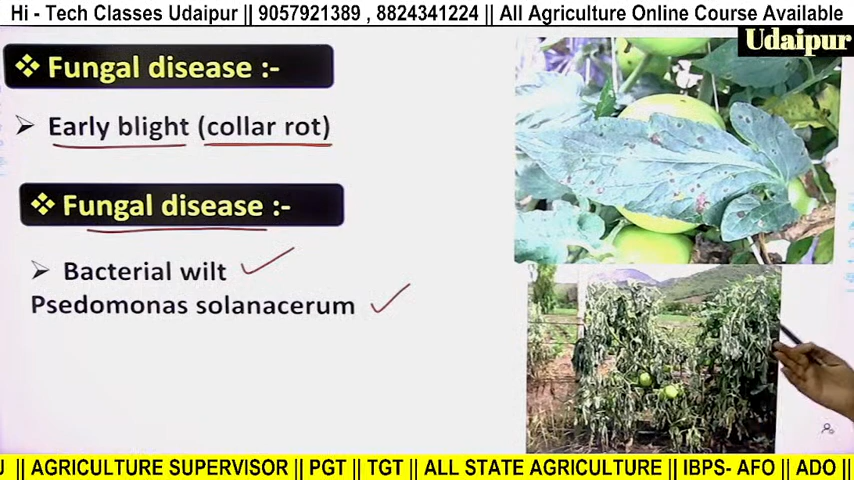 Hi - Tech Classes Udaipur || 9057921389 , 8824341224 || All Agriculture Online Course Available
Udaipur
❖ Fungal disease :-
➢ Early blight (collar rot)
❖ Fungal disease :-
➢ Bacterial wilt
Psedomonas solanacerum
J || AGRICULTURE SUPERVISOR || PGT || TGT || ALL STATE AGRICULTURE || IBPS- AFO || ADO ||